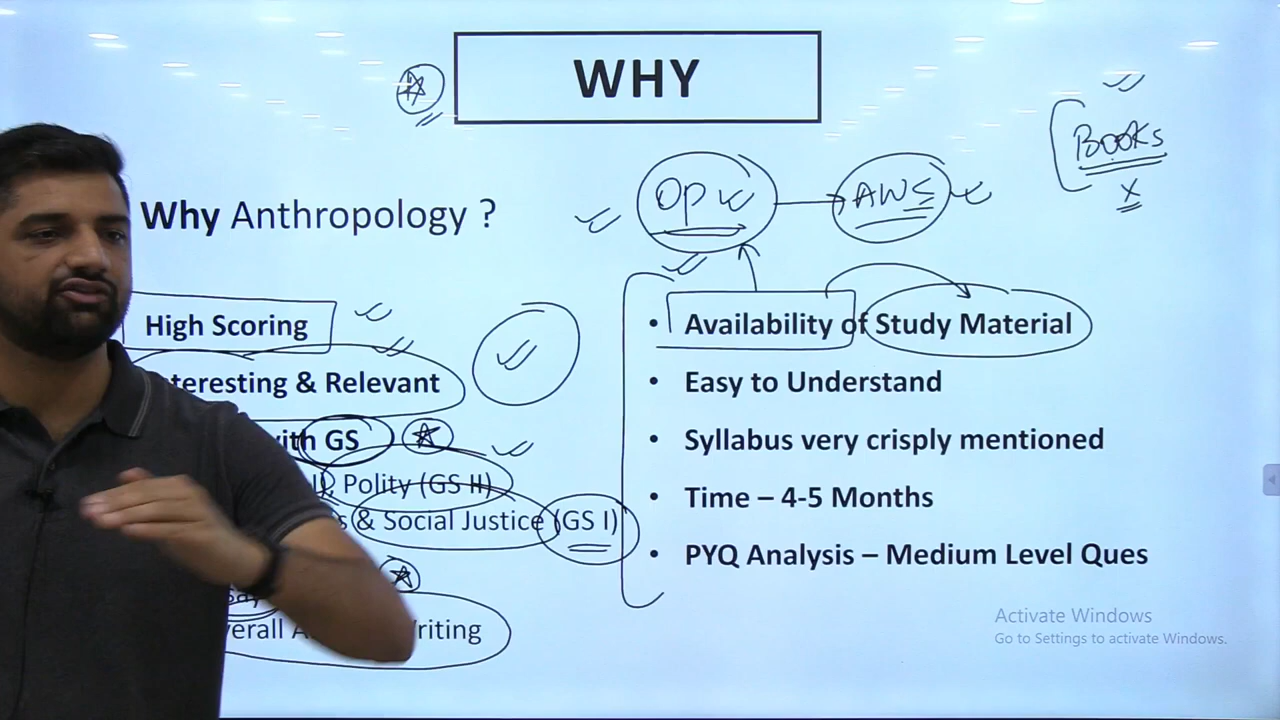 WHY
Books
x
Opw
AWS
Why Anthropology ?
High Scoring
teresting & Relevant
with GS
, Polity (GS II)
& Social Justice (GS I)
Writing
• Availability of Study Material
• Easy to Understand
• Syllabus very crisply mentioned
• Time – 4-5 Months
• PYQ Analysis – Medium Level Ques
Activate Windows
Go to Settings to activate Windows.